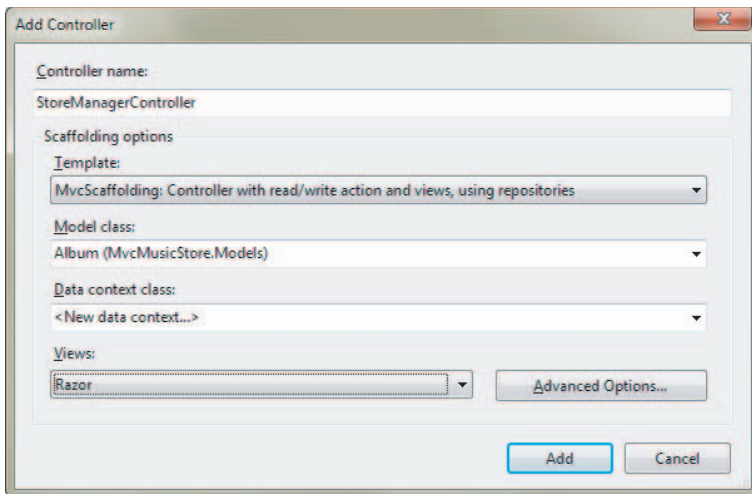 Add Controller
Controller name:
StoreManagerController
Scaffolding options
Template:
MvcScaffolding: Controller with read/write action and views, using repositories
Model class:
Album (MvcMusicStore.Models)
Data context class:
<New data context...>
Views:
Razor
Advanced Options...
Add
Cancel